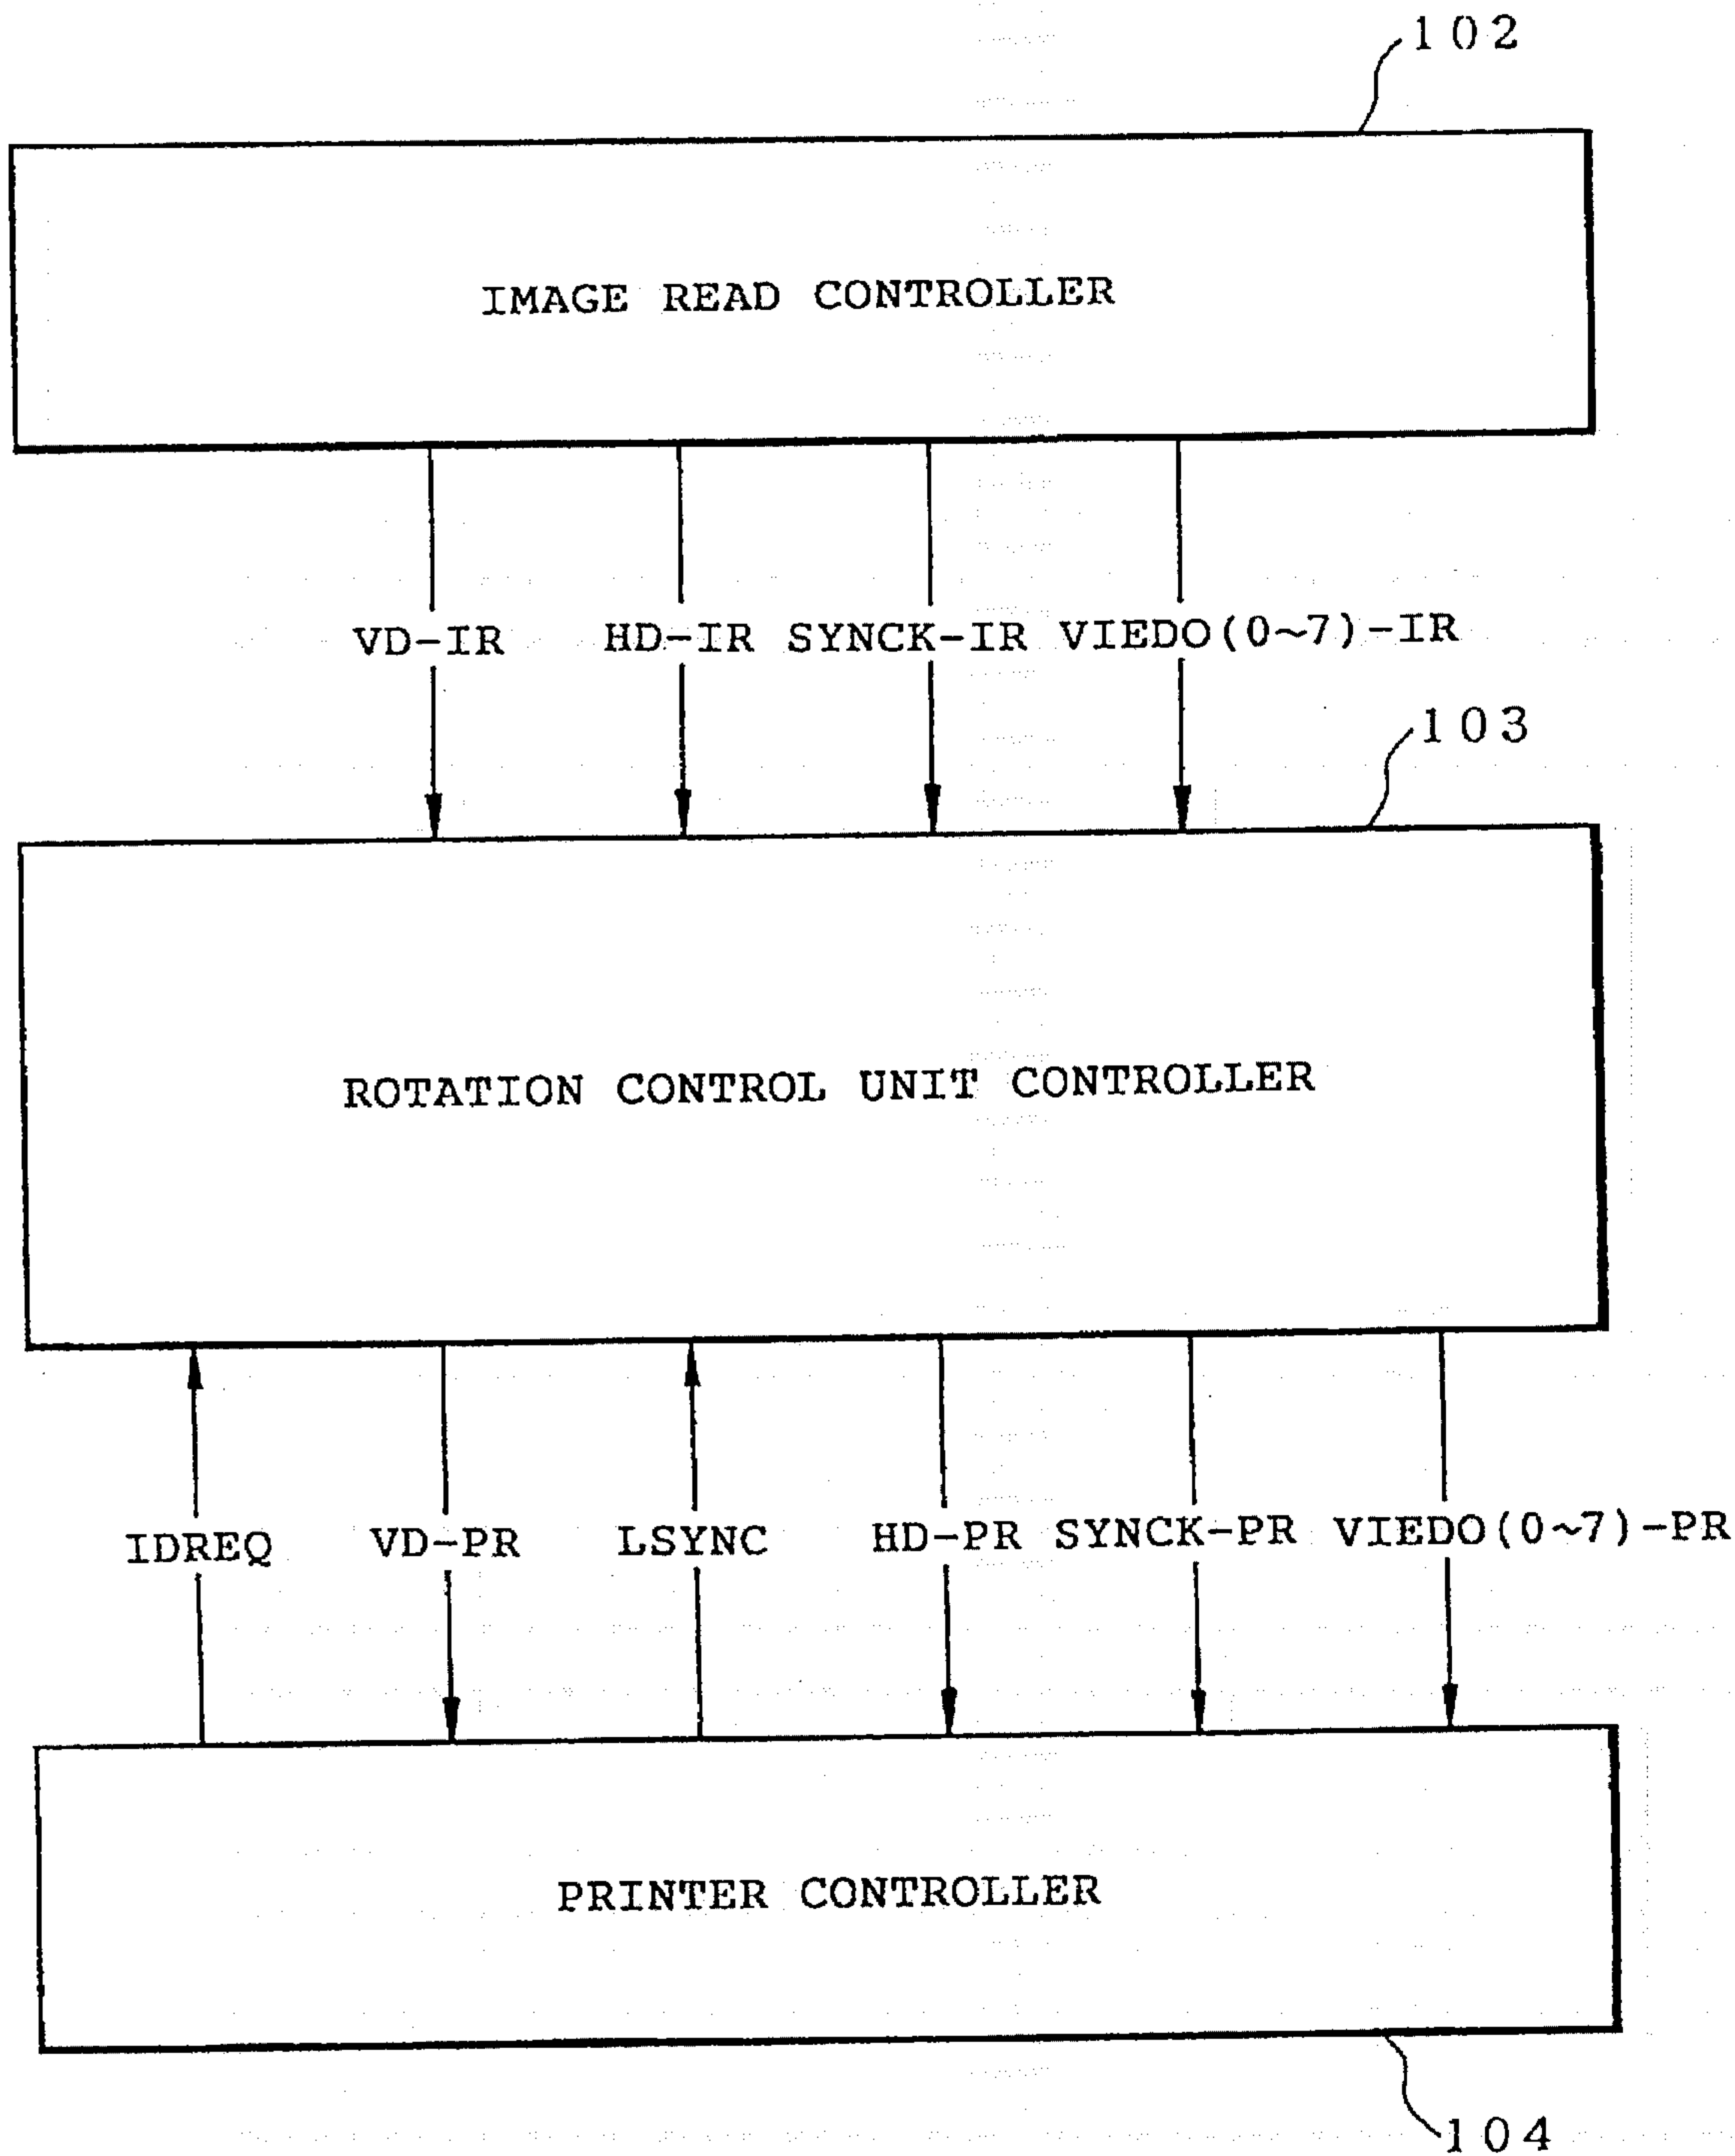 102
IMAGE READ CONTROLLER
VD-IR HD-IR SYNCK-IR VIEDO(0~7)-IR
103
ROTATION CONTROL UNIT CONTROLLER
IDREQ VD-PR LSYNC HD-PR SYNCK-PR VIEDO(0~7)-PR
PRINTER CONTROLLER
104